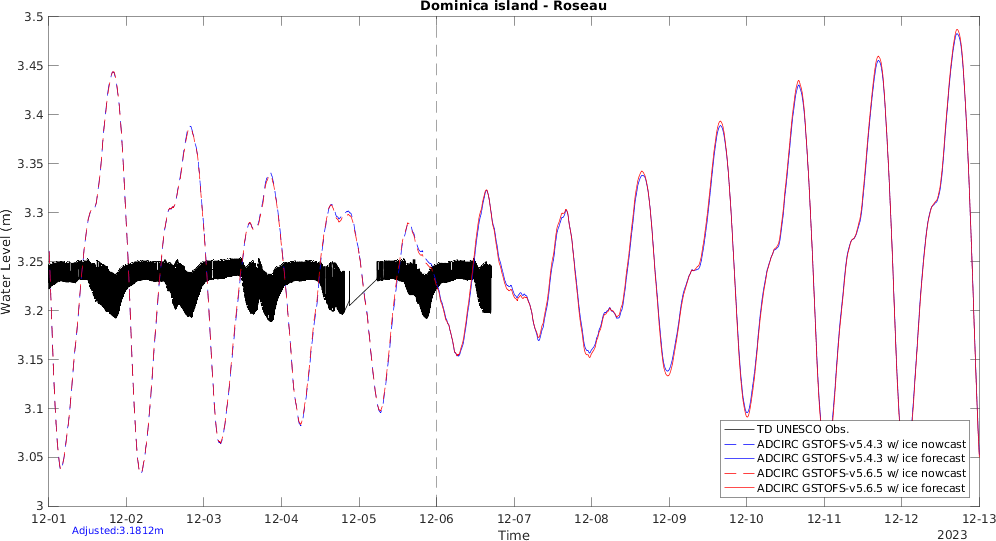 Dominica island - Roseau
Water Level (m)
3.5
3.45
3.4
3.35
3.3
3.25
3.2
3.15
3.1
3.05
3
12-01
12-02
12-03
12-04
12-05
12-06
12-07
12-08
12-09
12-10
12-11
12-12
12-13
Adjusted:3.1812m
Time
2023
TD UNESCO Obs.
ADCIRC GSTOFS-v5.4.3 w/ ice nowcast
ADCIRC GSTOFS-v5.4.3 w/ ice forecast
ADCIRC GSTOFS-v5.6.5 w/ ice nowcast
ADCIRC GSTOFS-v5.6.5 w/ ice forecast